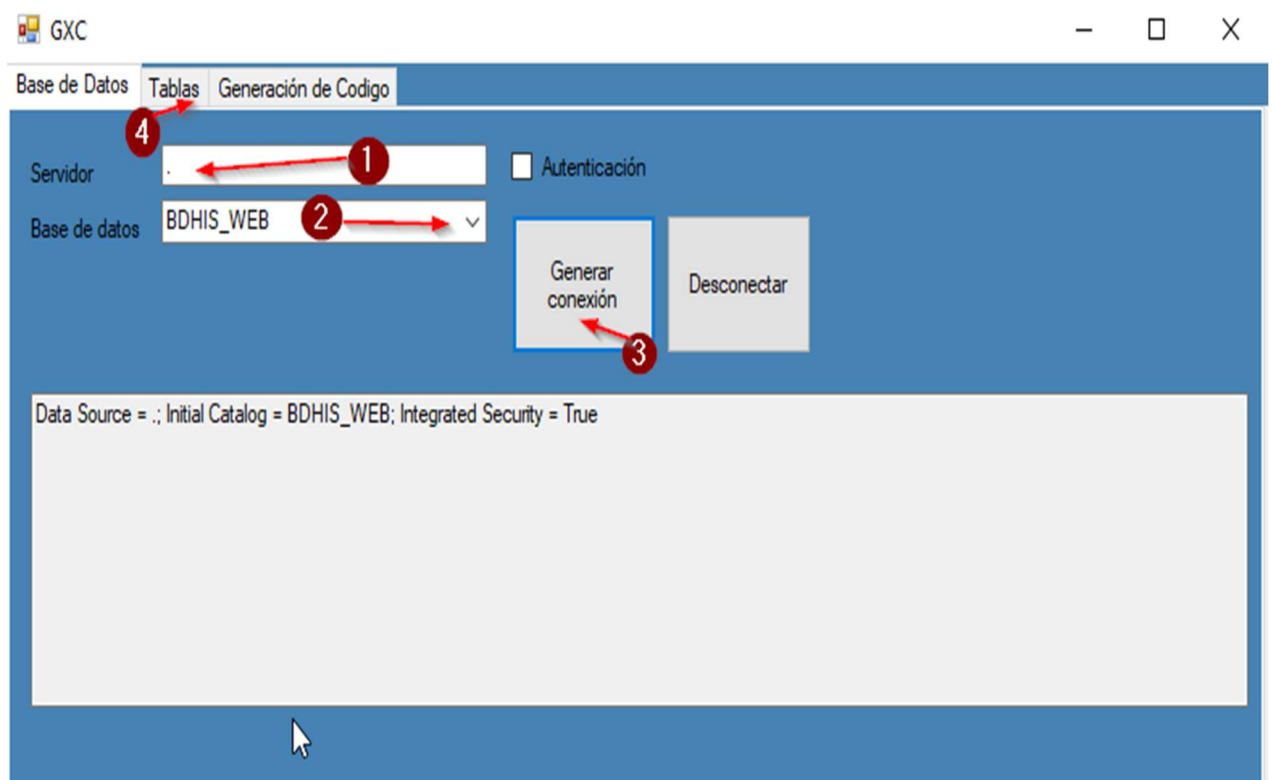 GXC
Base de Datos Tablas Generación de Codigo
4
Servidor . 1 Autenticación
Base de datos BDHIS_WEB 2
Generar
conexión
Desconectar
3
Data Source = .; Initial Catalog = BDHIS_WEB; Integrated Security = True